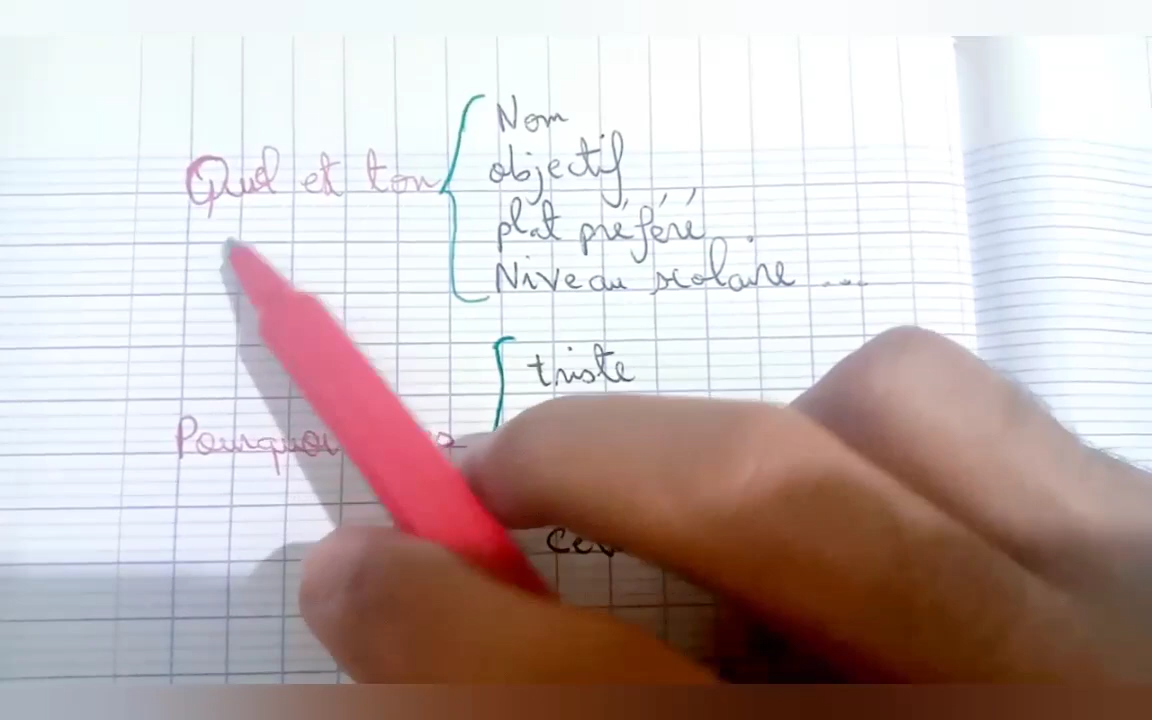 Quel et ton
Nom
objectif
plat préféré
Niveau scolaire ...
triste
Pourquoi